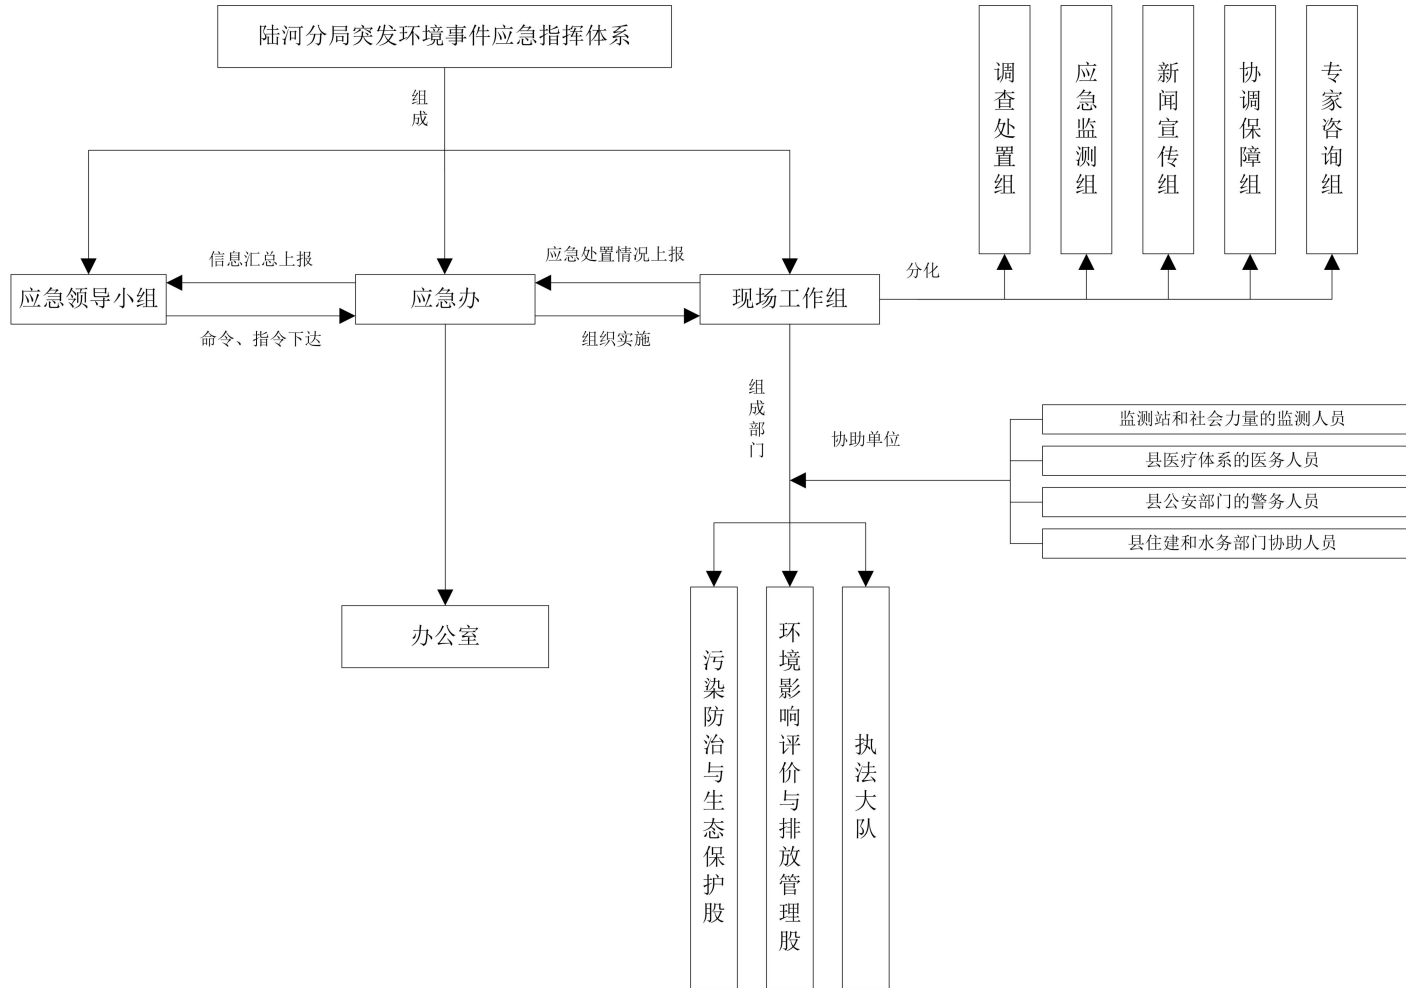 陆河分局突发环境事件应急指挥体系
组成
调查处置组
应急监测组
新闻宣传组
协调保障组
专家咨询组
信息汇总上报
应急处置情况上报
分化
应急领导小组
应急办
现场工作组
命令、指令下达
组织实施
组成部门
协助单位
监测站和社会力量的监测人员
县医疗体系的医务人员
县公安部门的警务人员
县住建和水务部门协助人员
办公室
污染防治与生态保护股
环境影响评价与排放管理股
执法大队